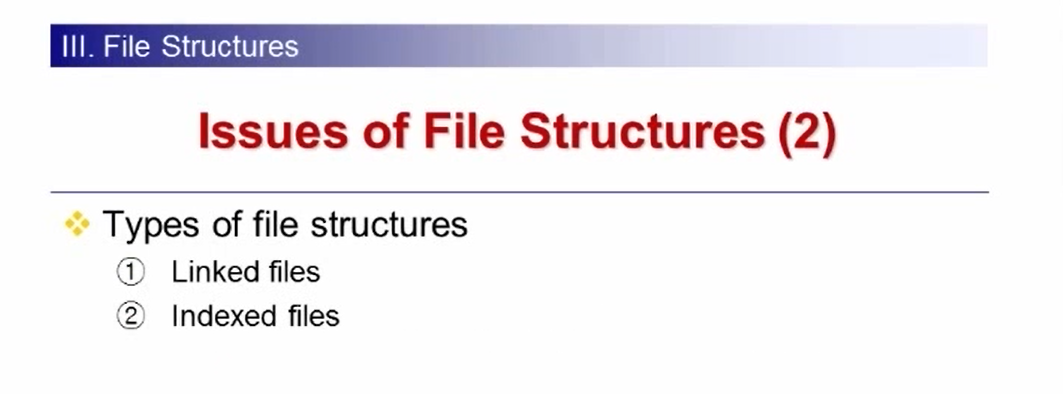 III. File Structures
Issues of File Structures (2)
Types of file structures
① Linked files
② Indexed files